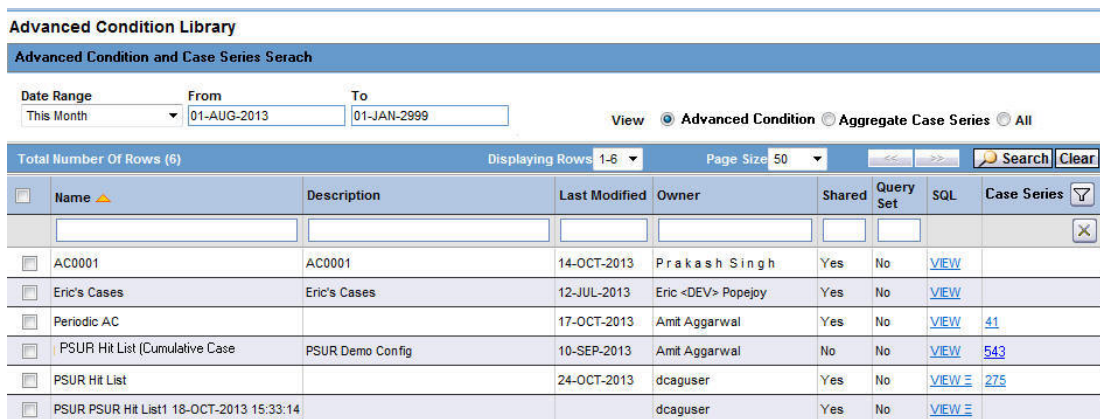 Advanced Condition Library
Advanced Condition and Case Series Serach
Date Range From To
This Month 01-AUG-2013 01-JAN-2999 View Advanced Condition Aggregate Case Series All
Total Number Of Rows (6) Displaying Rows 1-6 Page Size 50 << >> Search Clear
Name Description Last Modified Owner Shared Query Set SQL Case Series
AC0001 AC0001 14-OCT-2013 Prakash Singh Yes No VIEW
Eric's Cases Eric's Cases 12-JUL-2013 Eric <DEV> Popejoy Yes No VIEW
Periodic AC 17-OCT-2013 Amit Aggarwal Yes No VIEW 41
PSUR Hit List (Cumulative Case PSUR Demo Config 10-SEP-2013 Amit Aggarwal No No VIEW 543
PSUR Hit List 24-OCT-2013 dcaguser Yes No VIEW Ξ 275
PSUR PSUR Hit List1 18-OCT-2013 15:33:14 dcaguser Yes No VIEW Ξ